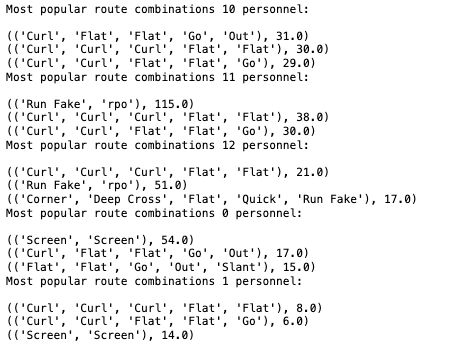 Most popular route combinations 10 personnel:
(('Curl', 'Flat', 'Flat', 'Go', 'Out'), 31.0)
(('Curl', 'Curl', 'Curl', 'Flat', 'Flat'), 30.0)
(('Curl', 'Curl', 'Flat', 'Flat', 'Go'), 29.0)
Most popular route combinations 11 personnel:
(('Run Fake', 'rpo'), 115.0)
(('Curl', 'Curl', 'Curl', 'Flat', 'Flat'), 38.0)
(('Curl', 'Curl', 'Flat', 'Flat', 'Go'), 30.0)
Most popular route combinations 12 personnel:
(('Curl', 'Curl', 'Curl', 'Flat', 'Flat'), 21.0)
(('Run Fake', 'rpo'), 51.0)
(('Corner', 'Deep Cross', 'Flat', 'Quick', 'Run Fake'), 17.0)
Most popular route combinations 0 personnel:
(('Screen', 'Screen'), 54.0)
(('Curl', 'Flat', 'Flat', 'Go', 'Out'), 17.0)
(('Flat', 'Flat', 'Go', 'Out', 'Slant'), 15.0)
Most popular route combinations 1 personnel:
(('Curl', 'Curl', 'Curl', 'Flat', 'Flat'), 8.0)
(('Curl', 'Curl', 'Flat', 'Flat', 'Go'), 6.0)
(('Screen', 'Screen'), 14.0)